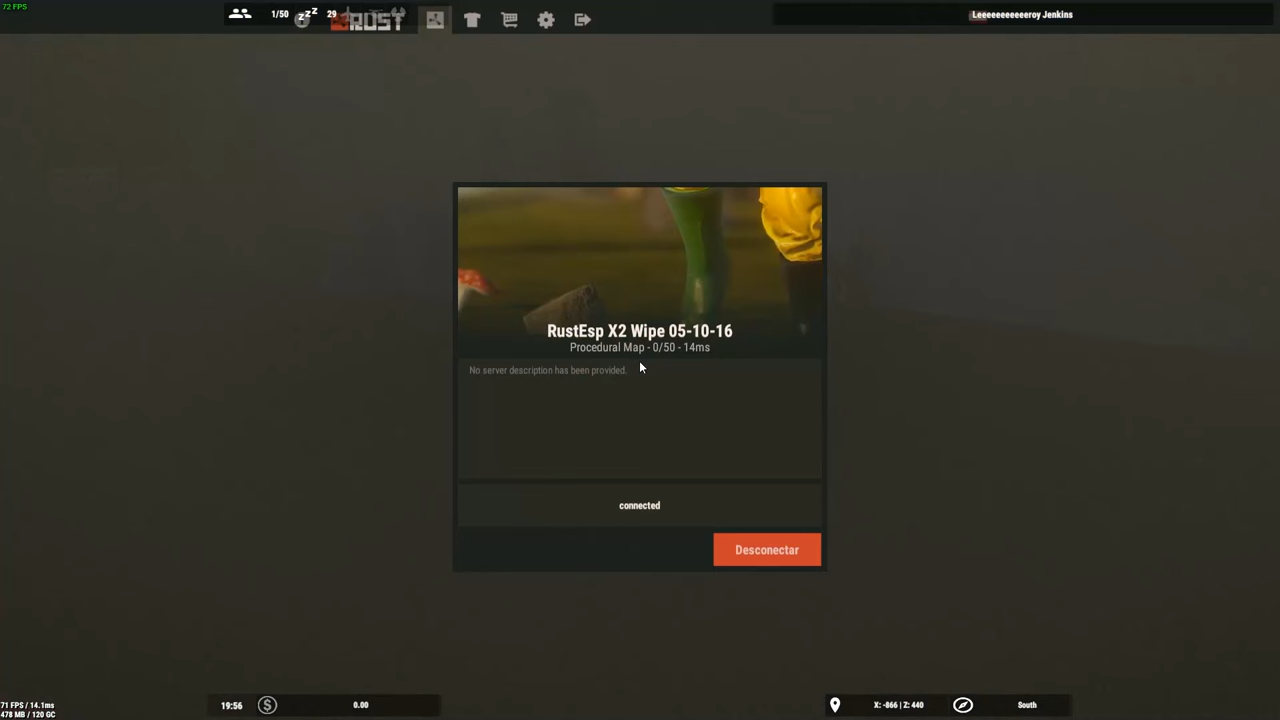 72 FPS
1/50 zzZ 29 RUST
Leeeeeeeeeeroy Jenkins
RustEsp X2 Wipe 05-10-16
Procedural Map - 0/50 - 14ms
No server description has been provided.
connected
Desconectar
19:56 $ 0.00
X: -866 | Z: 440 South
71 FPS / 14.1ms
478 MB / 120 GC